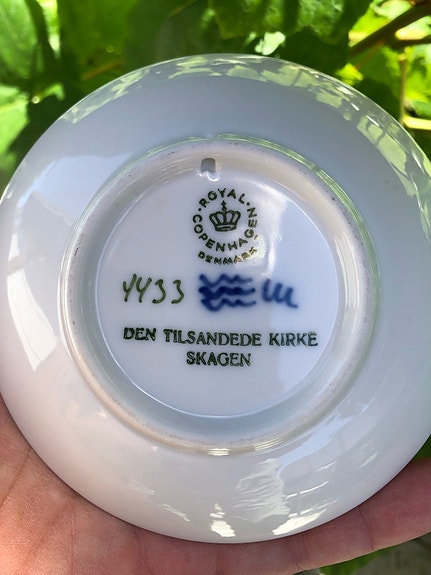 ROYAL
COPENHAGEN
DENMARK
4433 m
DEN TILSANDEDE KIRKE
SKAGEN